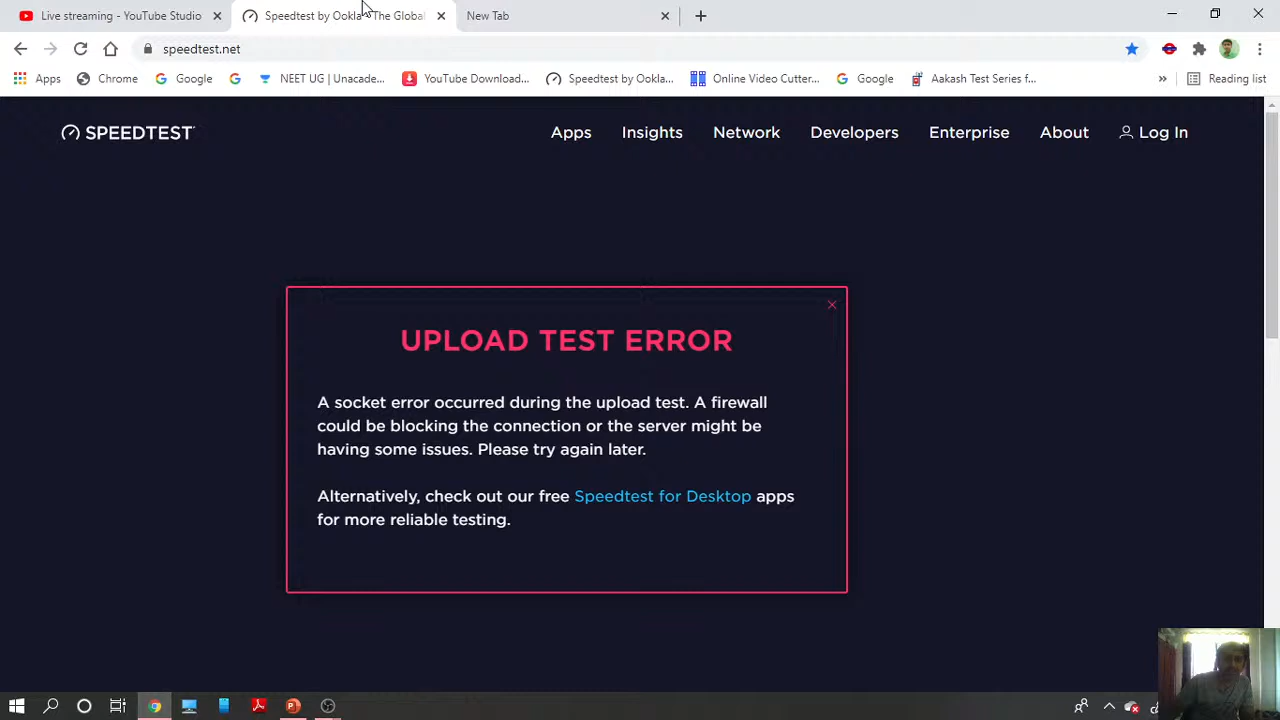 Live streaming - YouTube Studio
Speedtest by Ookla - The Global
New Tab
speedtest.net
Apps
Chrome
Google
NEET UG | Unacade...
YouTube Download...
Speedtest by Ookla...
Online Video Cutter...
Google
Aakash Test Series f...
»
Reading list
SPEEDTEST
Apps
Insights
Network
Developers
Enterprise
About
Log In
UPLOAD TEST ERROR
A socket error occurred during the upload test. A firewall
could be blocking the connection or the server might be
having some issues. Please try again later.
Alternatively, check out our free Speedtest for Desktop apps
for more reliable testing.